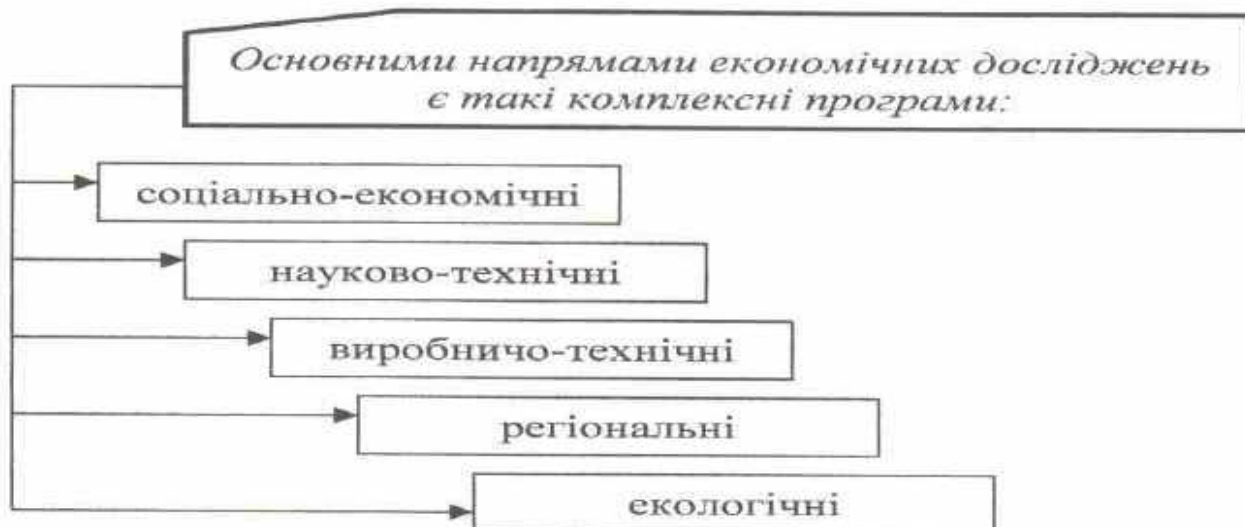 Основними напрямами економічних досліджень
є такі комплексні програми:
соціально-економічні
науково-технічні
виробничо-технічні
регіональні
екологічні